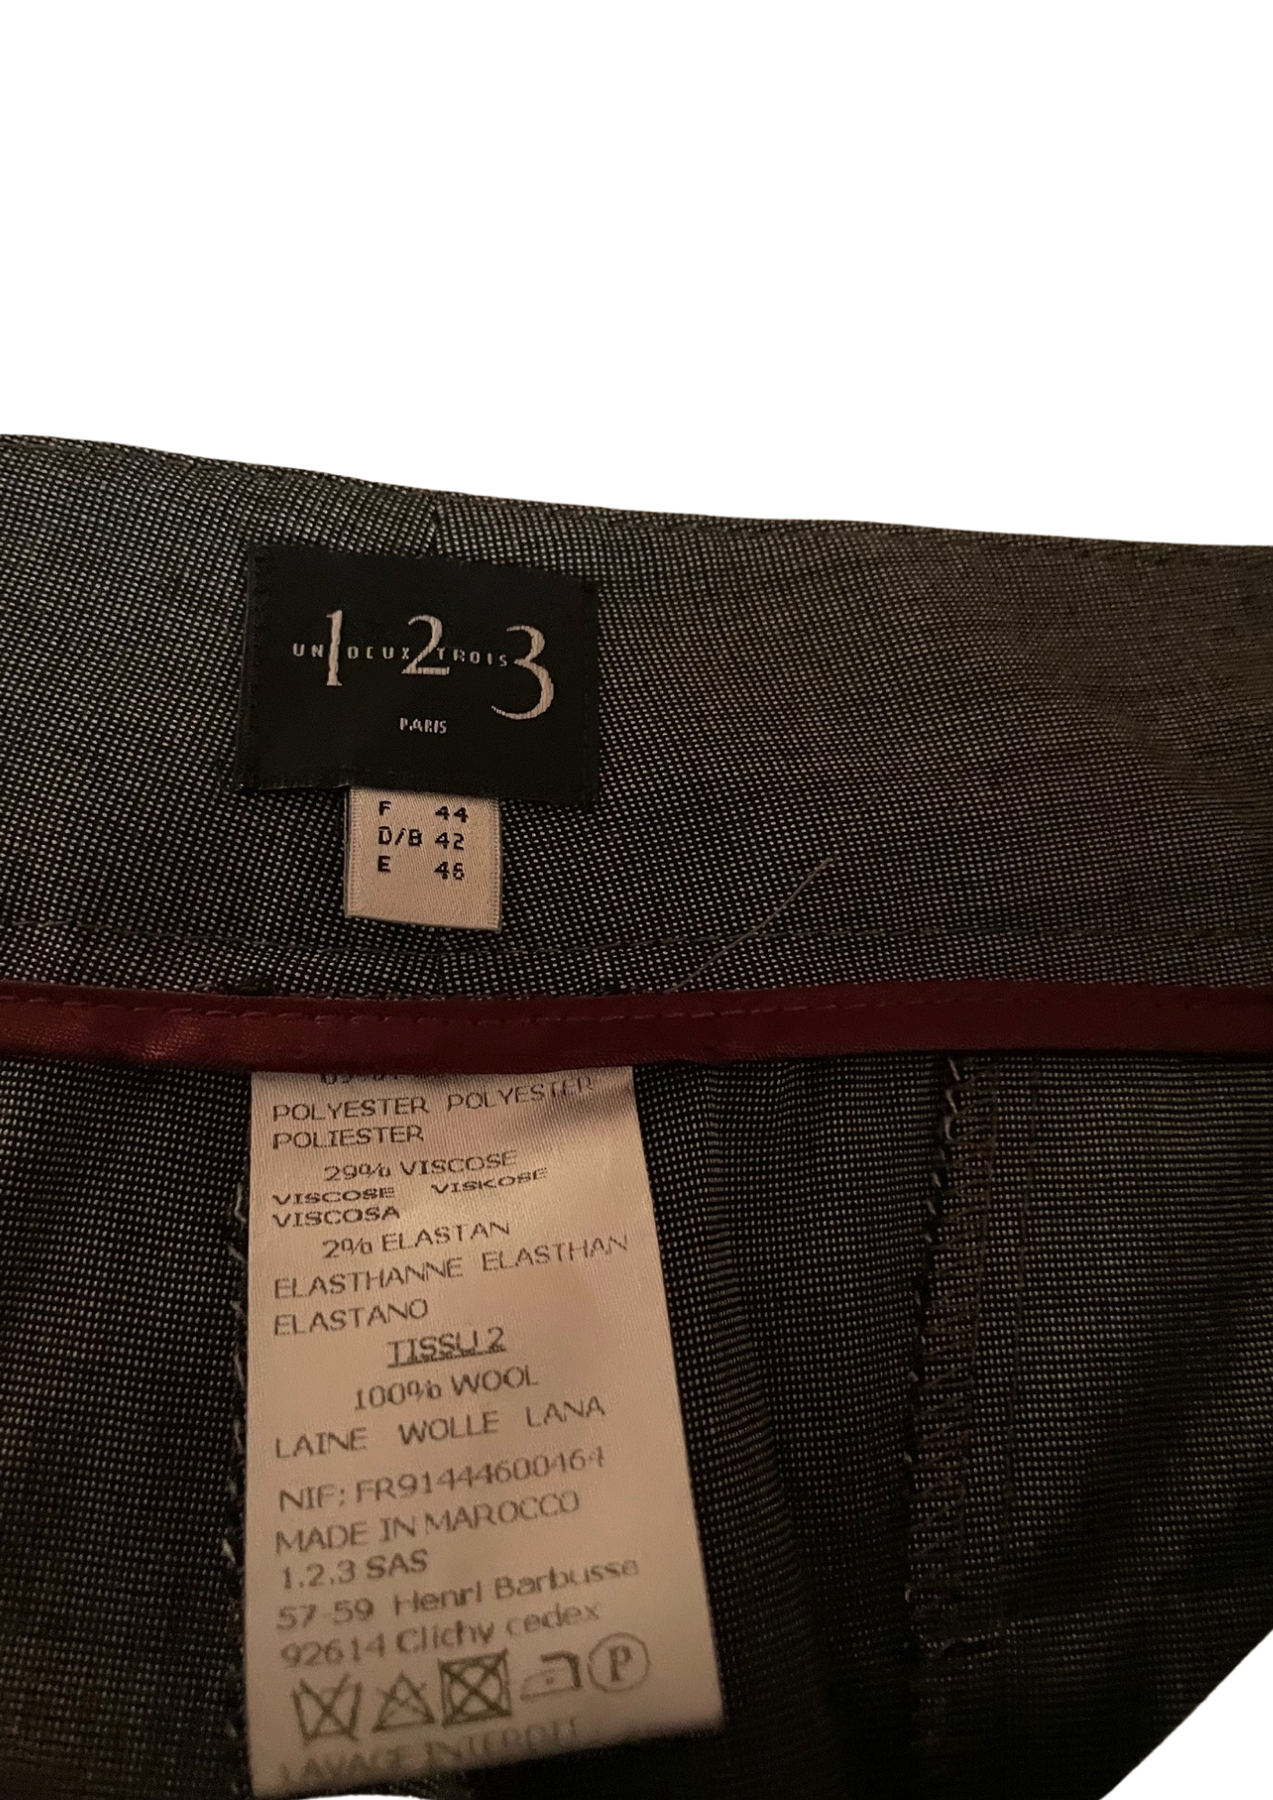 1 2 3
UN DEUX TROIS
PARIS
F 44
D/B 42
E 46
POLYESTER POLYESTER
POLIESTER
29% VISCOSE
VISCOSE VISKOSE
VISCOSA
2% ELASTAN
ELASTHANNE ELASTHAN
ELASTANO
TISSU 2
100% WOOL
LAINE WOLLE LANA
NIF: FR91444600464
MADE IN MAROCCO
1.2.3 SAS
57-59 Henri Barbusse
92614 Clichy cedex
P
LAVAGE INTERDIT